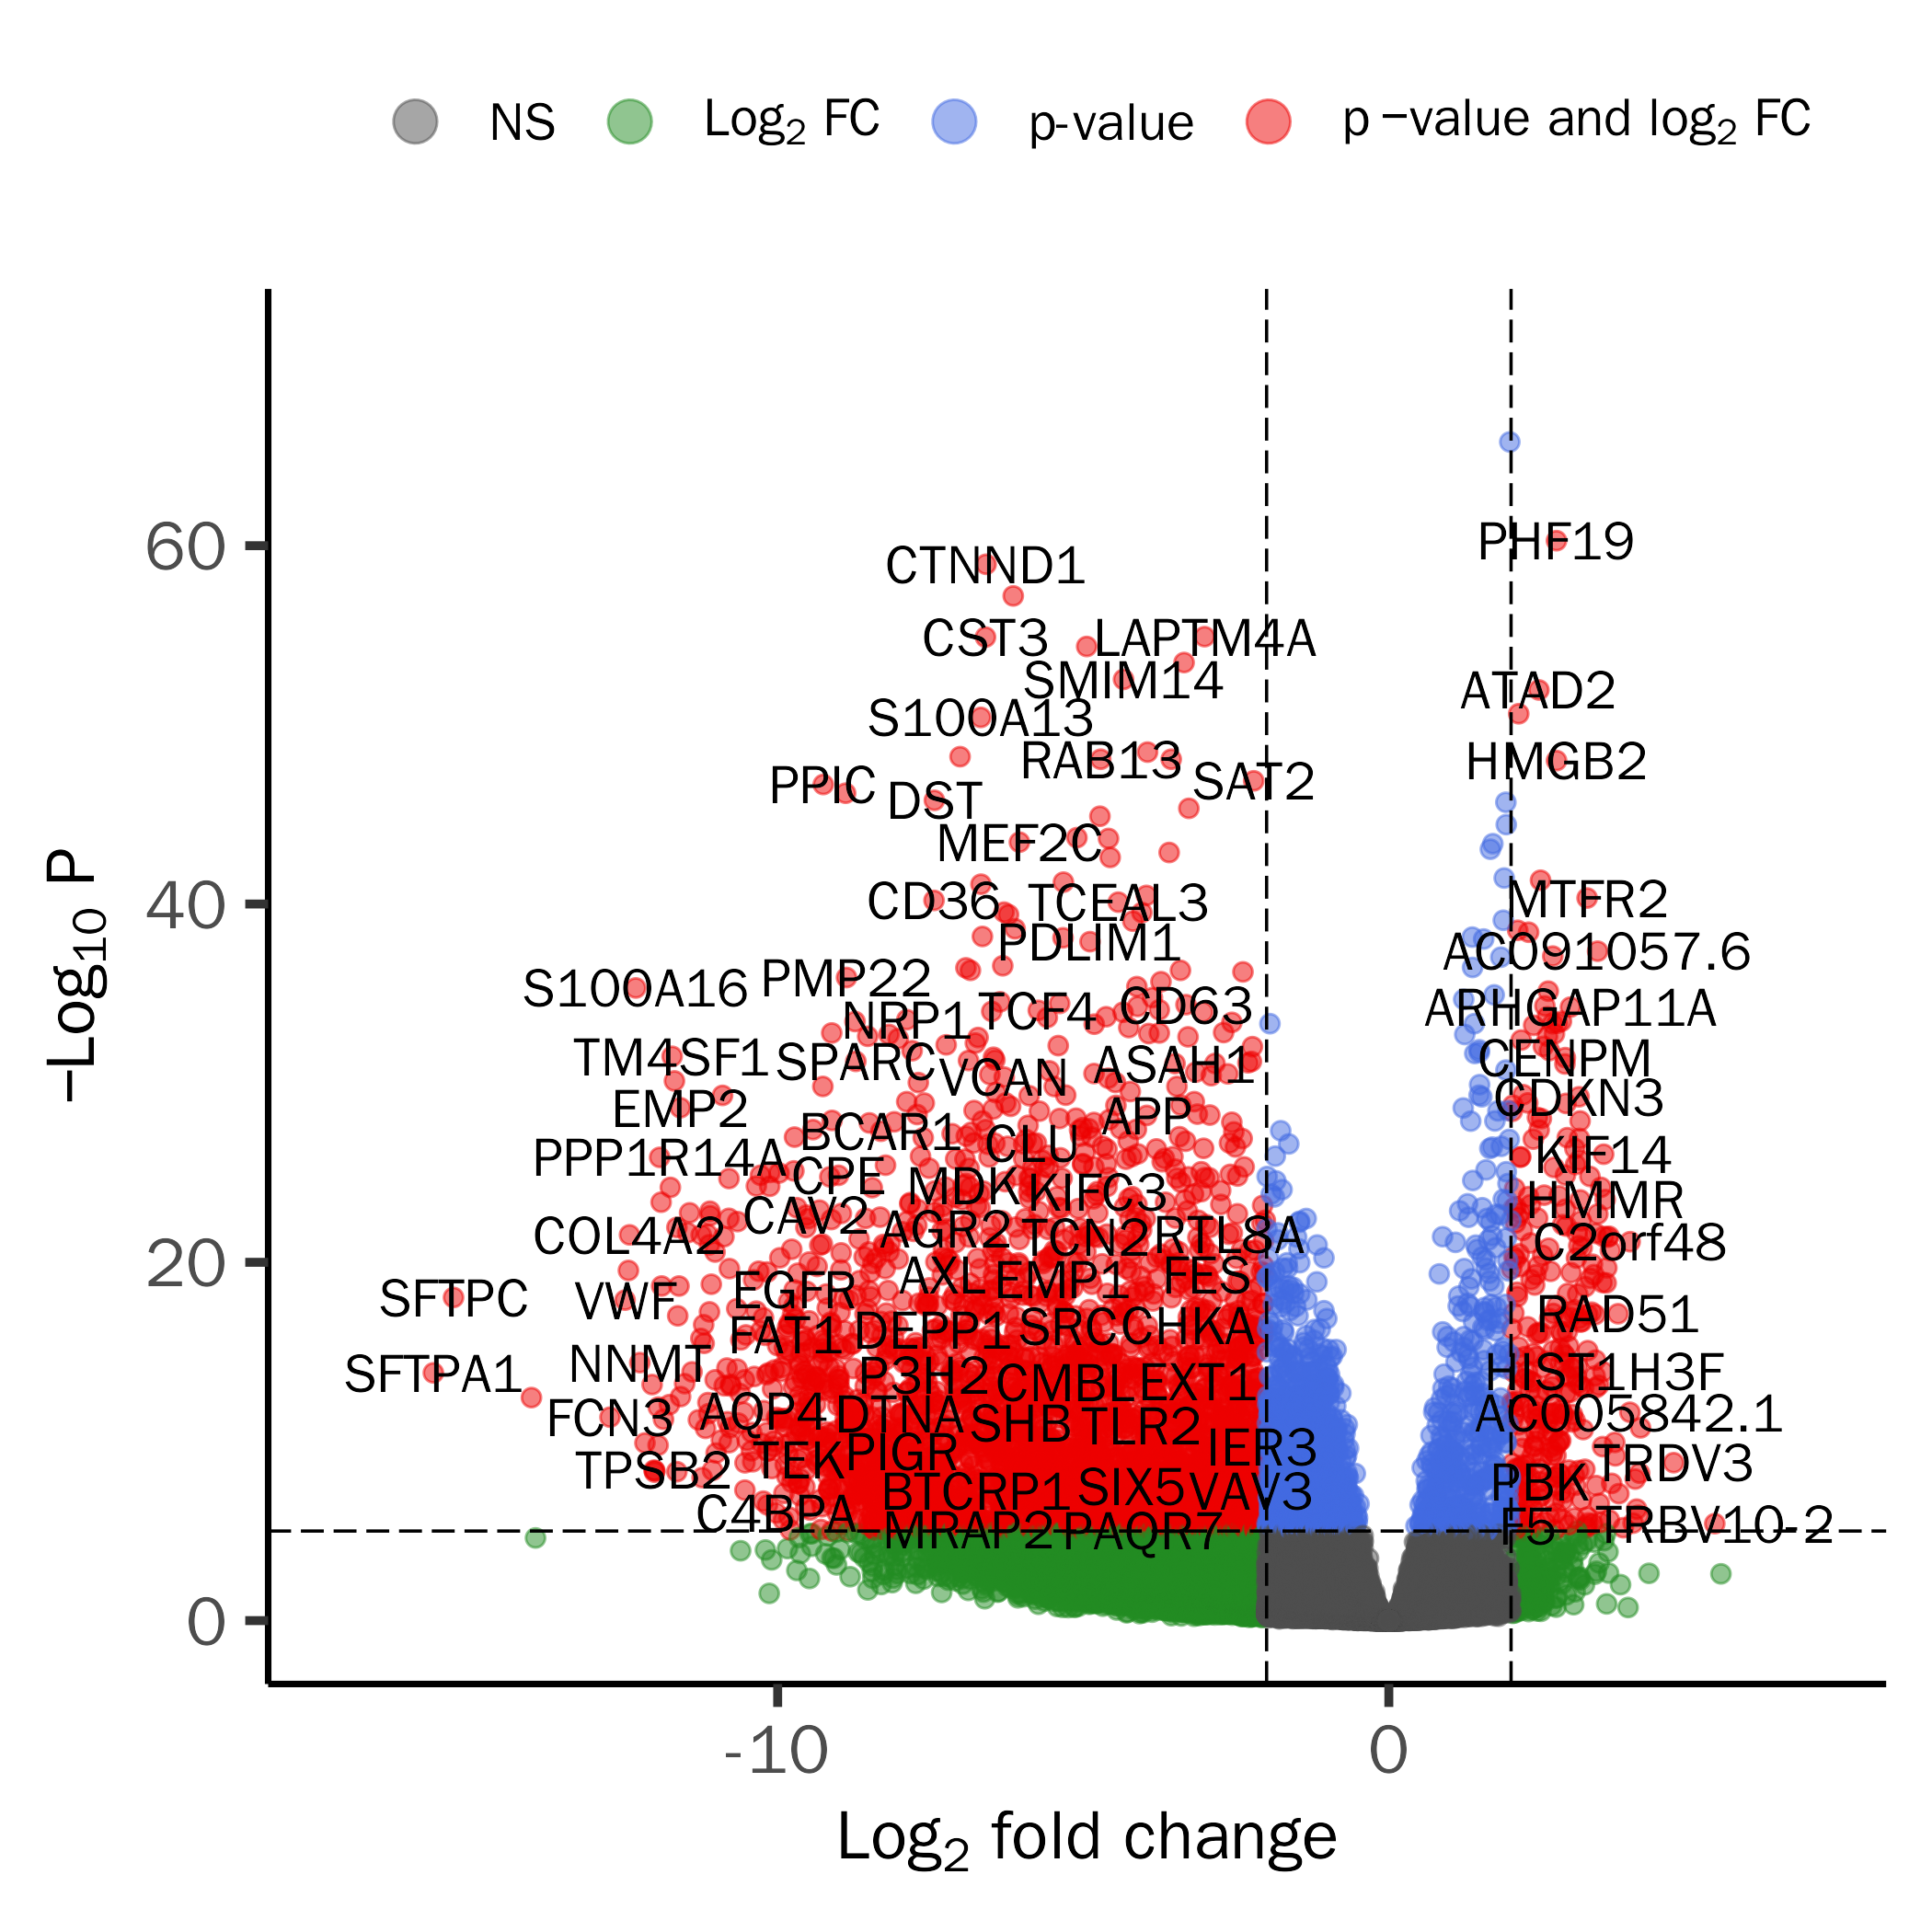 NS Log2 FC p-value p −value and log2 FC
60
40
20
0
−Log10 P
PHF19
CTNND1
CST3 LAPTM4A
SMIM14
ATAD2
S100A13
RAB13 HMGB2
PPIC DST SAT2
MEF2C
CD36 TCEAL3 MTFR2
PDLIM1 AC091057.6
S100A16 PMP22
NRP1 TCF4 CD63 ARHGAP11A
TM4SF1 SPARC VCAN ASAH1 CENPM
EMP2 APP CDKN3
BCAR1 CLU
PPP1R14A CPE KIF14
MDK KIFC3 HMMR
COL4A2 CAV2 AGR2 TCN2 RTL8A C2orf48
SFTPC VWF EGFR AXL EMP1 FES
FAT1 DEPP1 SRC CHKA RAD51
SFTPA1 NNMT P3H2 CMBL EXT1 HIST1H3F
FCN3 AQP4 DTNA SHB TLR2 AC005842.1
TPSB2 TEK PIGR IER3 TRDV3
C4BPA BTC RP1 SIX5 VAV3 PBK
MRAP2 PAQR7 F5 TRBV10-2
-10 0
Log2 fold change